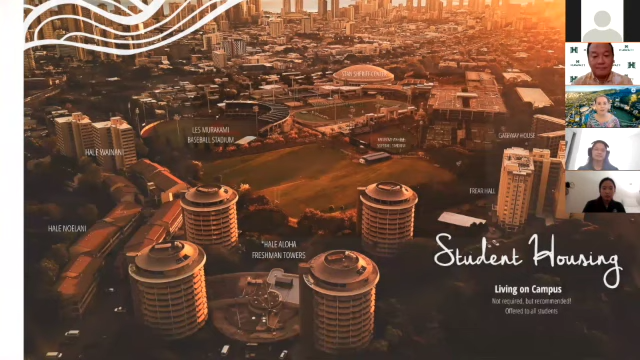 STAN SHERIFF CENTER
LES MURAKAMI
BASEBALL STADIUM
GATEWAY HOUSE
HALE WAINANI
FREAR HALL
HALE NOELANI
*HALE ALOHA
FRESHMAN TOWERS
Student Housing
Living on Campus
Not required, but recommended!
Offered to all students